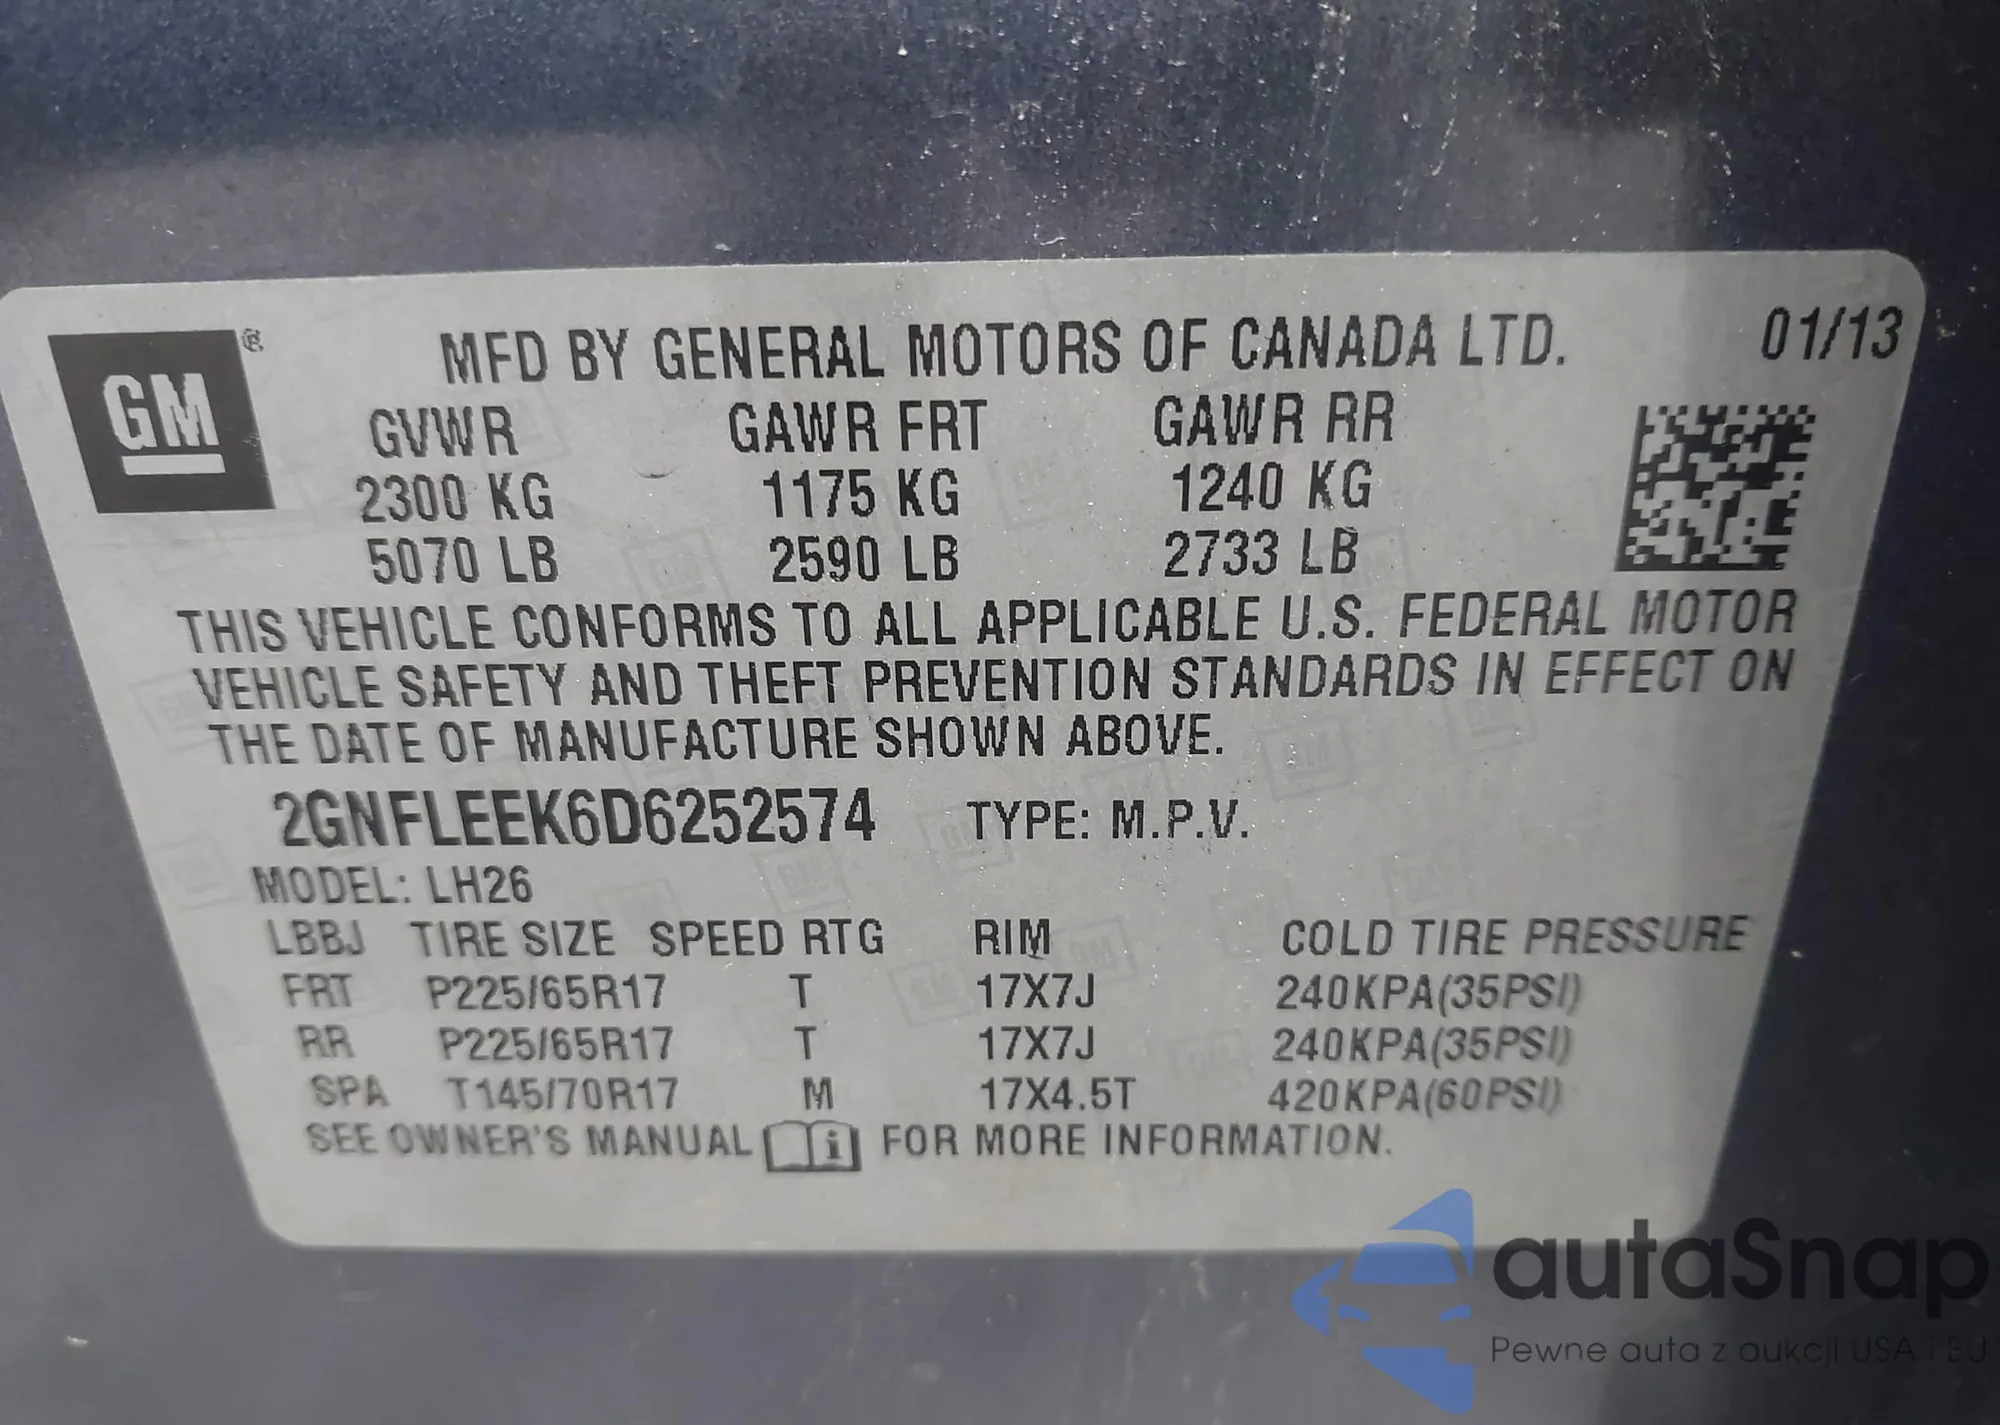 GM ®
MFD BY GENERAL MOTORS OF CANADA LTD. 01/13
GVWR GAWR FRT GAWR RR
2300 KG 1175 KG 1240 KG
5070 LB 2590 LB 2733 LB
THIS VEHICLE CONFORMS TO ALL APPLICABLE U.S. FEDERAL MOTOR
VEHICLE SAFETY AND THEFT PREVENTION STANDARDS IN EFFECT ON
THE DATE OF MANUFACTURE SHOWN ABOVE.
2GNFLEEK6D6252574 TYPE: M.P.V.
MODEL: LH26
LBBJ TIRE SIZE SPEED RTG RIM COLD TIRE PRESSURE
FRT P225/65R17 T 17X7J 240KPA(35PSI)
RR P225/65R17 T 17X7J 240KPA(35PSI)
SPA T145/70R17 M 17X4.5T 420KPA(60PSI)
SEE OWNER'S MANUAL i FOR MORE INFORMATION.
autaSnap
Pewne auta z aukcji USA i EU